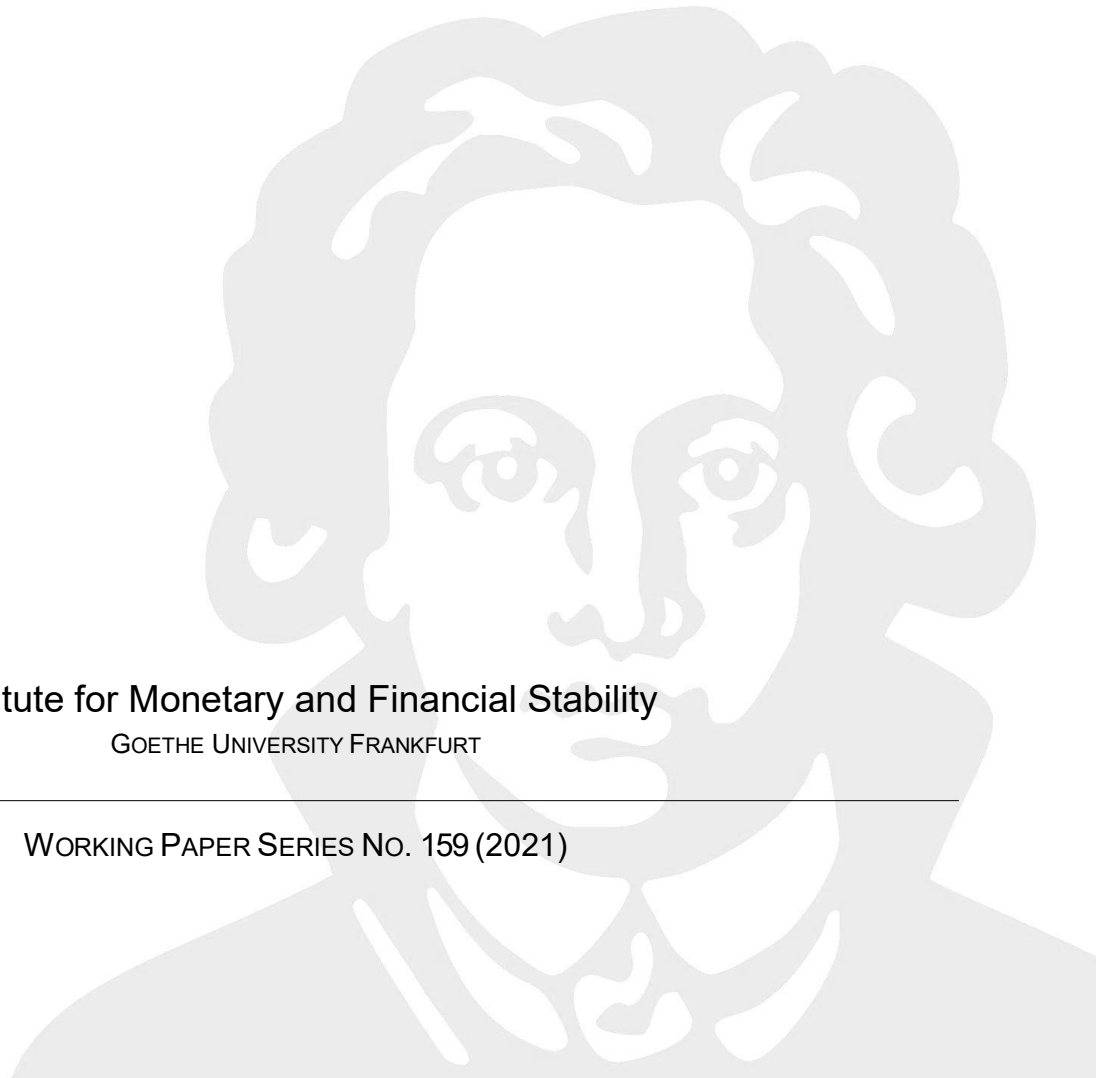 tute for Monetary and Financial Stability
GOETHE UNIVERSITY FRANKFURT
WORKING PAPER SERIES NO. 159 (2021)